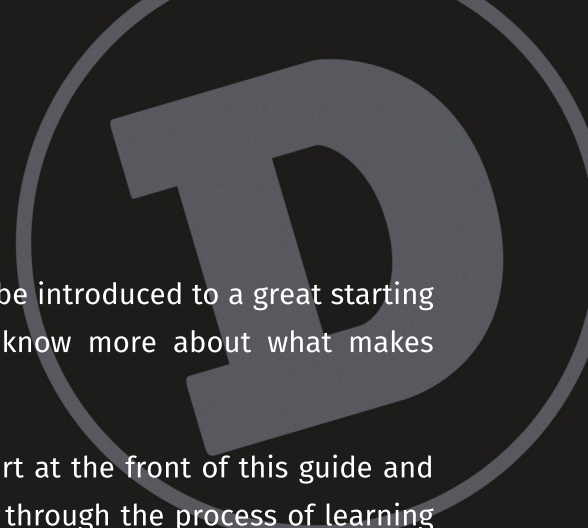 D
be introduced to a great starting
know more about what makes
rt at the front of this guide and
through the process of learning